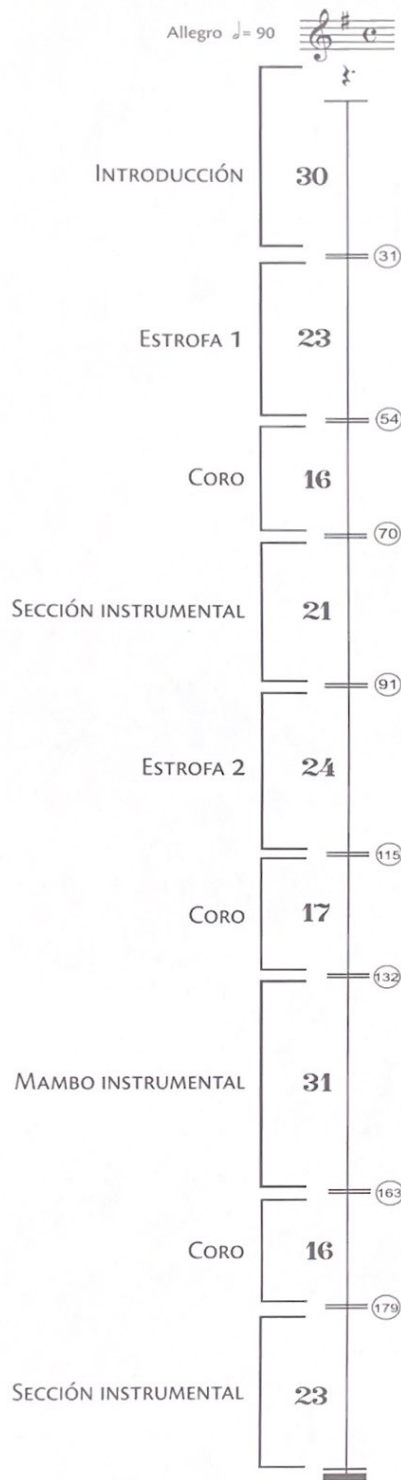 Allegro ♩= 90
INTRODUCCIÓN 30
31
ESTROFA 1 23
54
CORO 16
70
SECCIÓN INSTRUMENTAL 21
91
ESTROFA 2 24
115
CORO 17
132
MAMBO INSTRUMENTAL 31
163
CORO 16
179
SECCIÓN INSTRUMENTAL 23